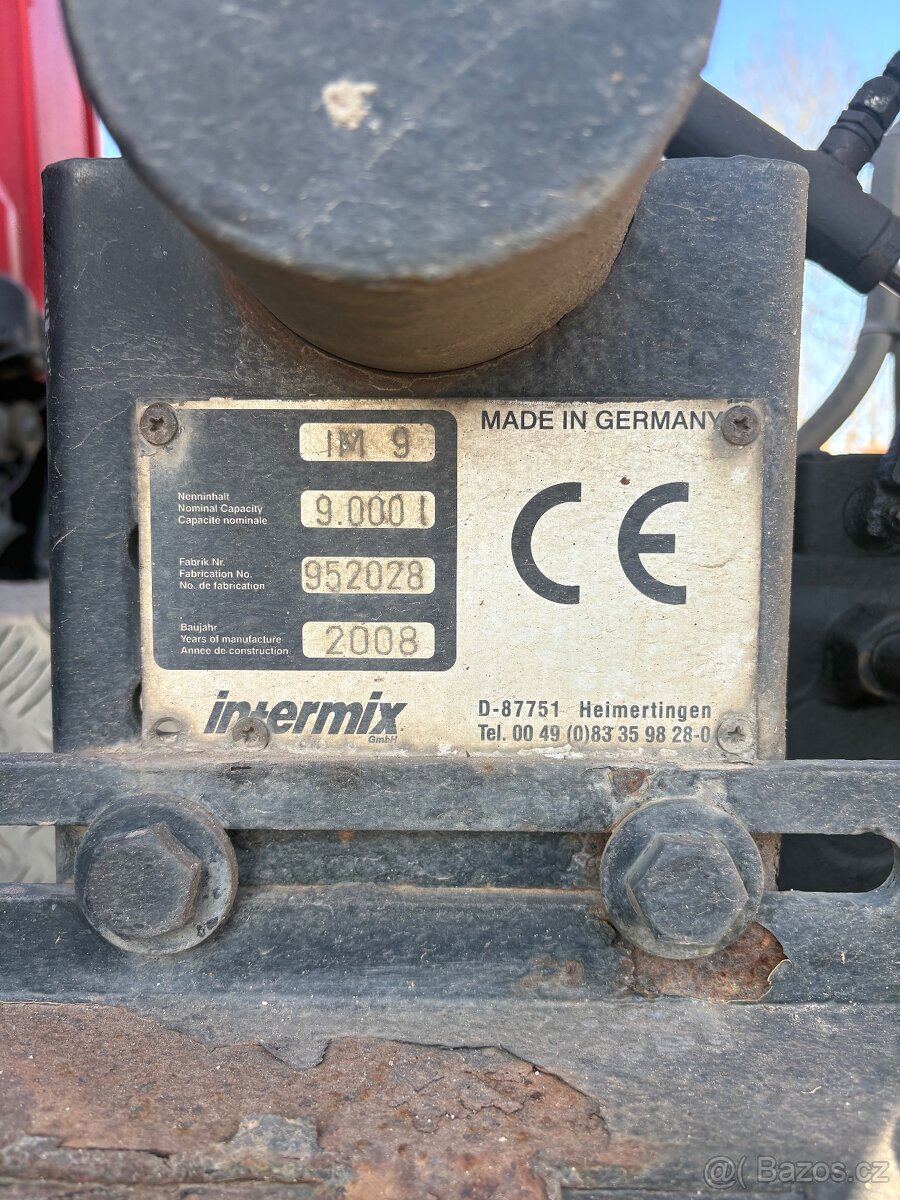 IM 9
MADE IN GERMANY
Nenninhalt
Nominal Capacity
Capacité nominale
9.000 l
CE
Fabrik Nr.
Fabrication No.
No. de fabrication
952028
Baujahr
Years of manufacture
Annee de construction
2008
intermix
GmbH
D-87751 Heimertingen
Tel. 00 49 (0)83 35 98 28-0
@( Bazos.cz